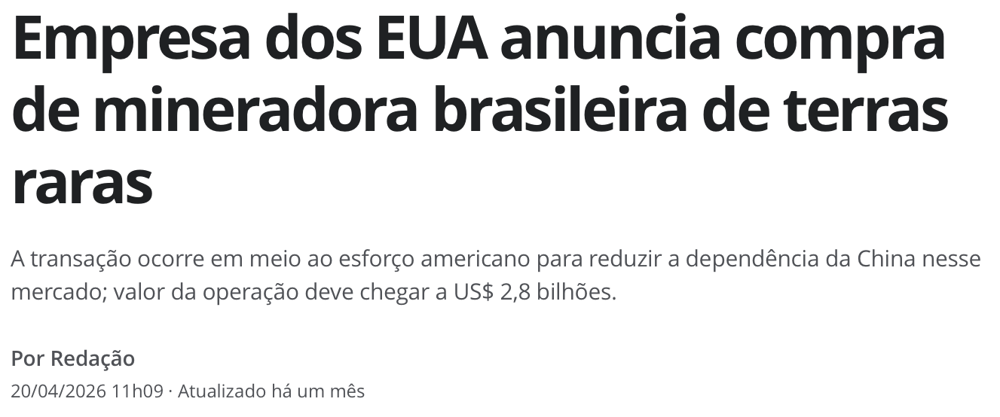 Empresa dos EUA anuncia compra
de mineradora brasileira de terras
raras
A transação ocorre em meio ao esforço americano para reduzir a dependência da China nesse
mercado; valor da operação deve chegar a US$ 2,8 bilhões.
Por Redação
20/04/2026 11h09 · Atualizado há um mês